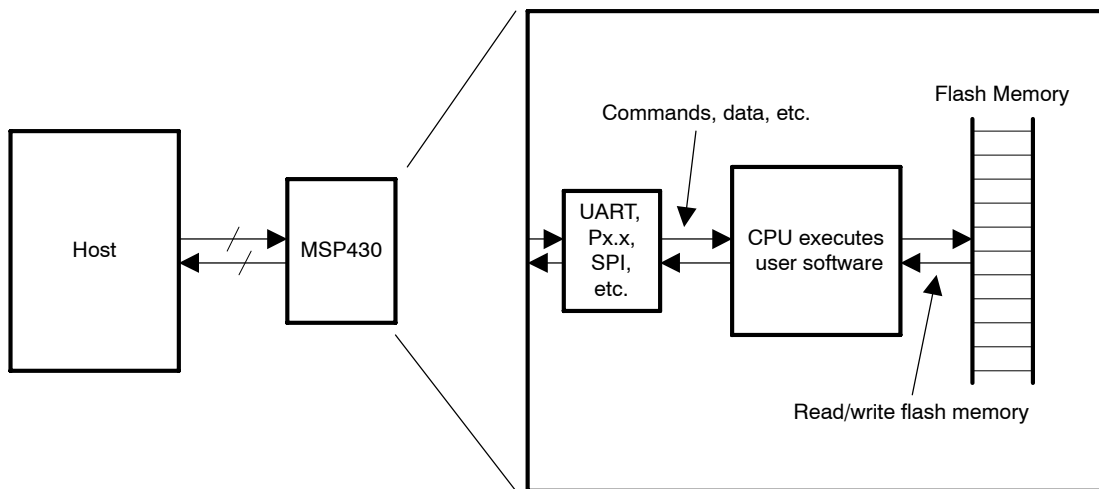 Host
MSP430
Commands, data, etc.
Flash Memory
UART,
Px.x,
SPI,
etc.
CPU executes
user software
Read/write flash memory